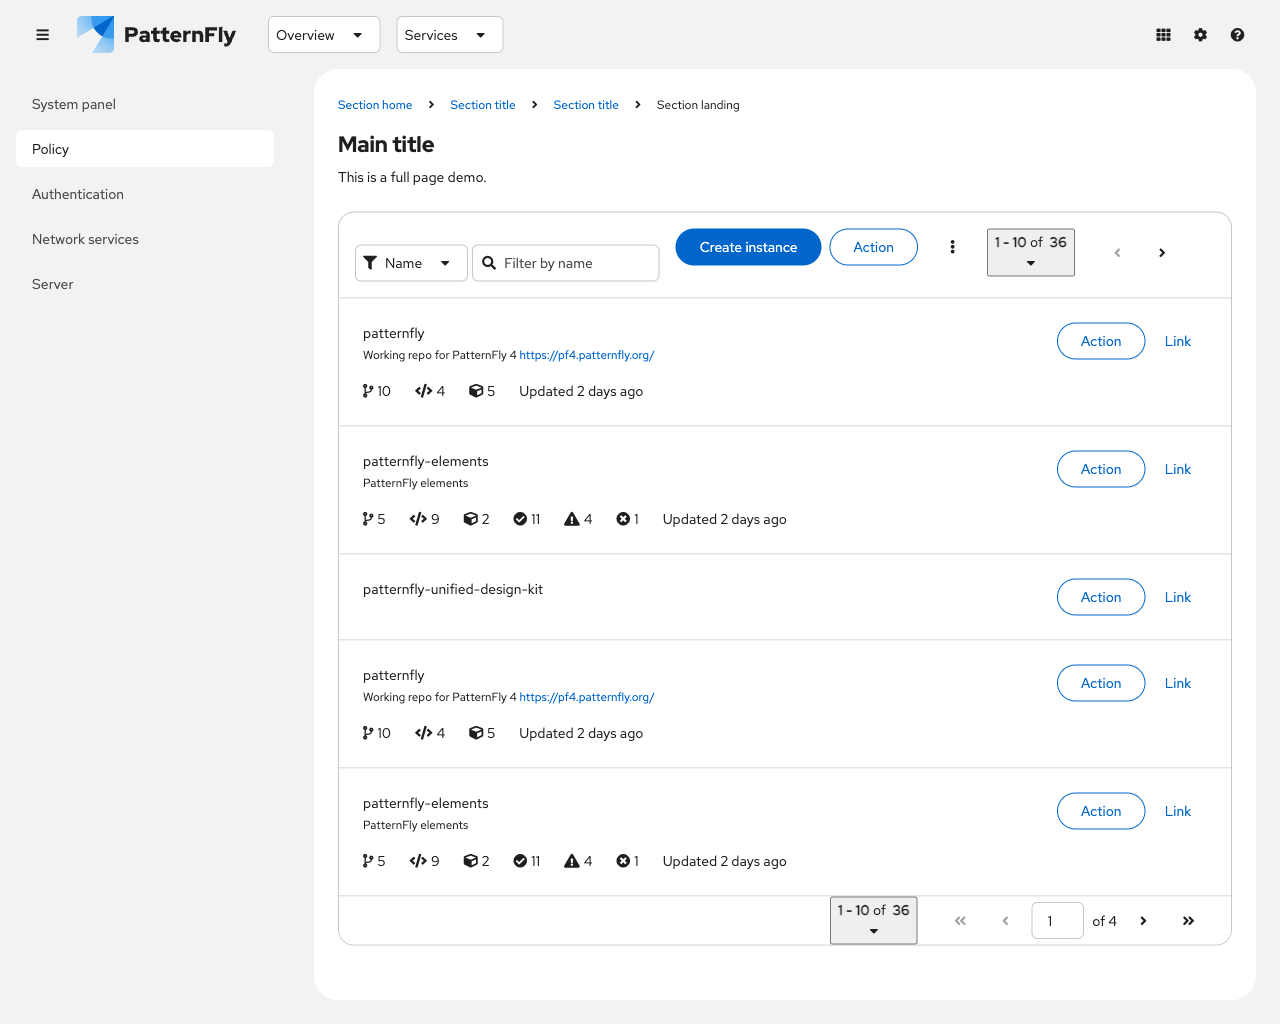 PatternFly
Overview
Services
System panel
Policy
Authentication
Network services
Server
Section home
Section title
Section title
Section landing
Main title
This is a full page demo.
Name
Filter by name
Create instance
Action
1 - 10 of 36
patternfly
Working repo for PatternFly 4 https://pf4.patternfly.org/
10 4 5 Updated 2 days ago
Action
Link
patternfly-elements
PatternFly elements
5 9 2 11 4 1 Updated 2 days ago
Action
Link
patternfly-unified-design-kit
Action
Link
patternfly
Working repo for PatternFly 4 https://pf4.patternfly.org/
10 4 5 Updated 2 days ago
Action
Link
patternfly-elements
PatternFly elements
5 9 2 11 4 1 Updated 2 days ago
Action
Link
1 - 10 of 36
1 of 4